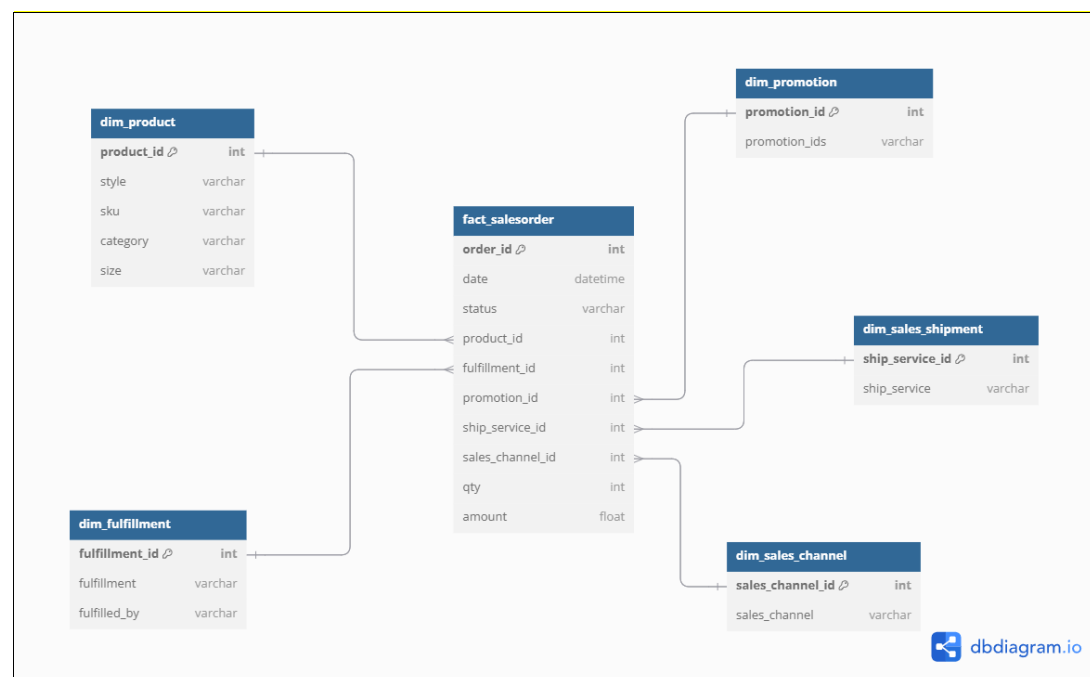 dim_product
product_id int
style varchar
sku varchar
category varchar
size varchar
dim_promotion
promotion_id int
promotion_ids varchar
fact_salesorder
order_id int
date datetime
status varchar
product_id int
fulfillment_id int
promotion_id int
ship_service_id int
sales_channel_id int
qty int
amount float
dim_sales_shipment
ship_service_id int
ship_service varchar
dim_fulfillment
fulfillment_id int
fulfillment varchar
fulfilled_by varchar
dim_sales_channel
sales_channel_id int
sales_channel varchar
dbdiagram.io